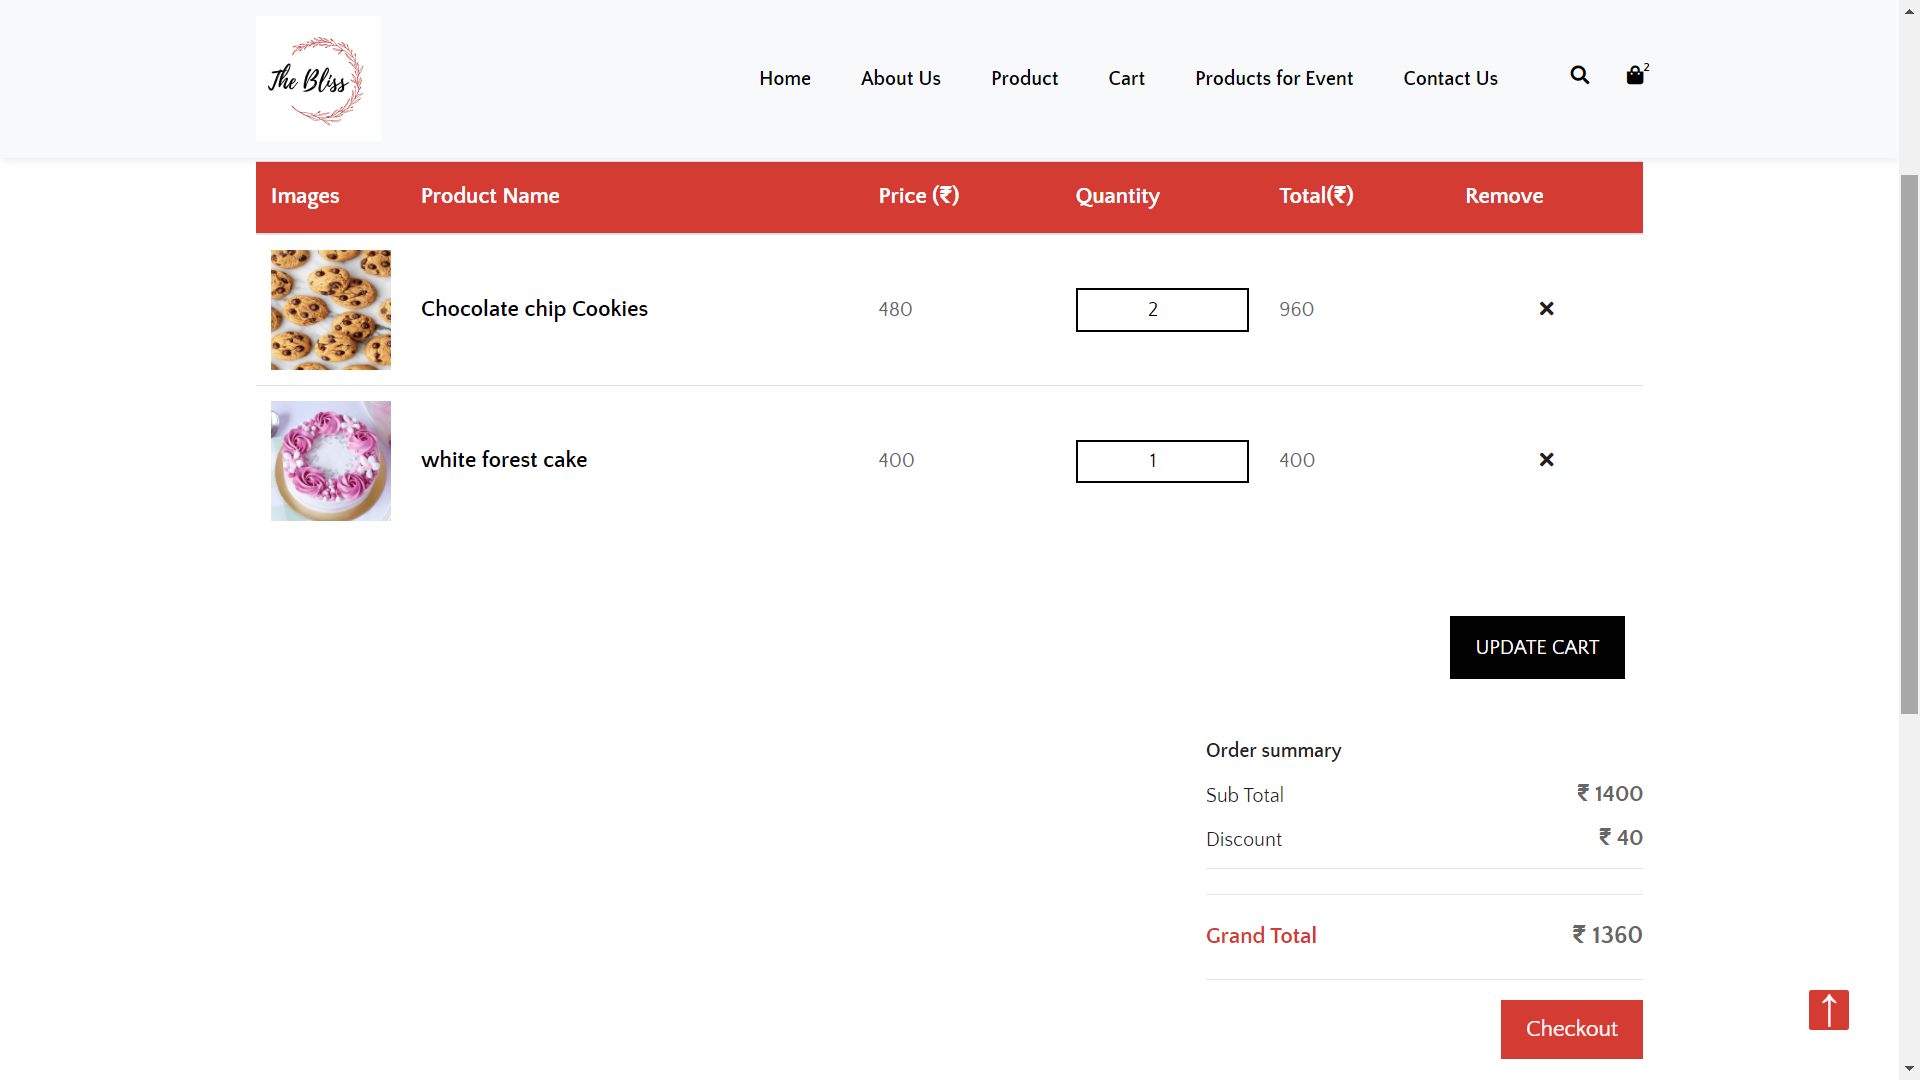 The Bliss
Home About Us Product Cart Products for Event Contact Us 2
Images Product Name Price (₹) Quantity Total(₹) Remove
Chocolate chip Cookies 480 2 960
white forest cake 400 1 400
UPDATE CART
Order summary
Sub Total ₹ 1400
Discount ₹ 40
Grand Total ₹ 1360
Checkout